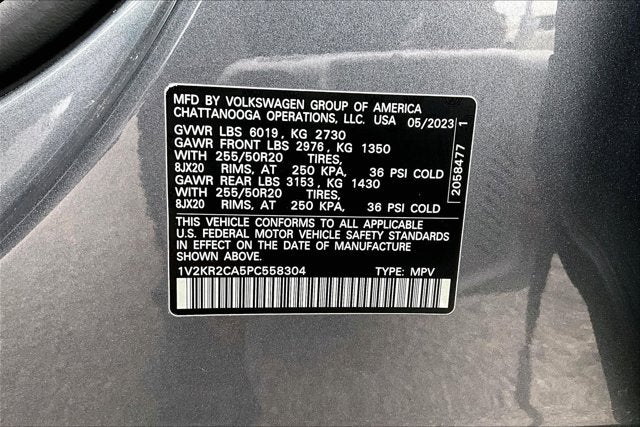 MFD BY VOLKSWAGEN GROUP OF AMERICA
CHATTANOOGA OPERATIONS, LLC. USA 05/2023
GVWR LBS 6019, KG 2730
GAWR FRONT LBS 2976, KG 1350
WITH 255/50R20 TIRES,
8JX20 RIMS, AT 250 KPA, 36 PSI COLD
GAWR REAR LBS 3153, KG 1430
WITH 255/50R20 TIRES,
8JX20 RIMS, AT 250 KPA, 36 PSI COLD
THIS VEHICLE CONFORMS TO ALL APPLICABLE
U.S. FEDERAL MOTOR VEHICLE SAFETY STANDARDS
IN EFFECT ON THE DATE OF MANUFACTURE
SHOWN ABOVE
1V2KR2CA5PC558304 TYPE: MPV
2058477 1